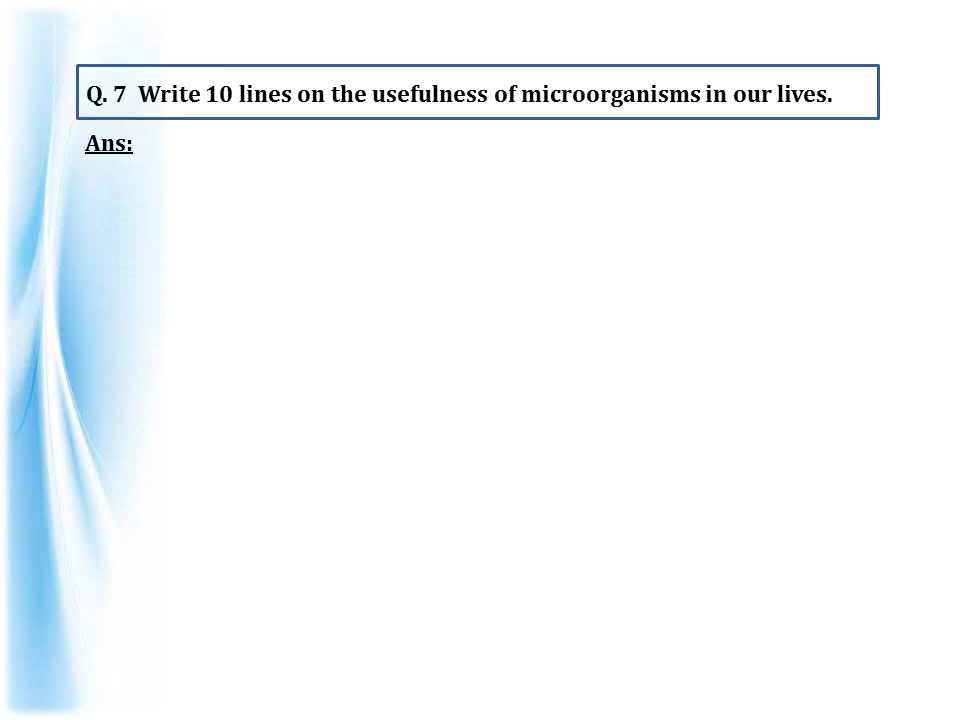 Q. 7  Write 10 lines on the usefulness of microorganisms in our lives.
Ans: